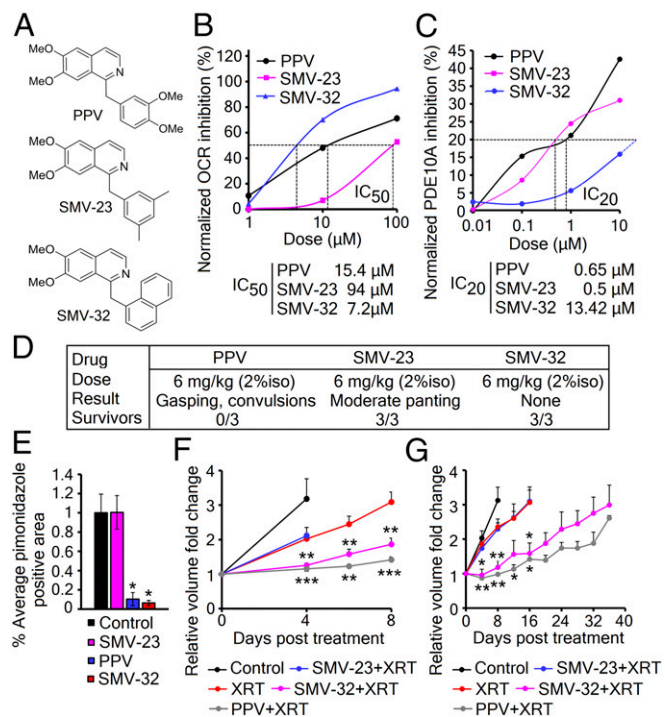 A
MeO
MeO
N
OMe
OMe
PPV
MeO
MeO
N
SMV-23
MeO
MeO
N
SMV-32
B
Normalized OCR inhibition (%)
100
80
60
40
20
0
PPV
SMV-23
SMV-32
IC50
1
10
100
Dose (µM)
IC50
PPV 15.4 µM
SMV-23 94 µM
SMV-32 7.2µM
C
Normalized PDE10A inhibition (%)
45
40
35
30
25
20
15
10
5
0
PPV
SMV-23
SMV-32
IC20
0.01
0.1
1
10
Dose (µM)
IC20
PPV 0.65 µM
SMV-23 0.5 µM
SMV-32 13.42 µM
D
Drug PPV SMV-23 SMV-32
Dose 6 mg/kg (2%iso) 6 mg/kg (2%iso) 6 mg/kg (2%iso)
Result Gasping, convulsions Moderate panting None
Survivors 0/3 3/3 3/3
E
% Average pimonidazole
positive area
1.4
1.2
1
0.8
0.6
0.4
0.2
0
* *
Control
SMV-23
PPV
SMV-32
F
Relative volume fold change
4
3
2
1
0
** ** **
*** ** ***
0 4 8
Days post treatment
Control SMV-23+XRT
XRT SMV-32+XRT
PPV+XRT
G
Relative volume fold change
4
3
2
1
0
* ** *
** ** * *
0 8 16 24 32 40
Days post treatment
Control SMV-23+XRT
XRT SMV-32+XRT
PPV+XRT